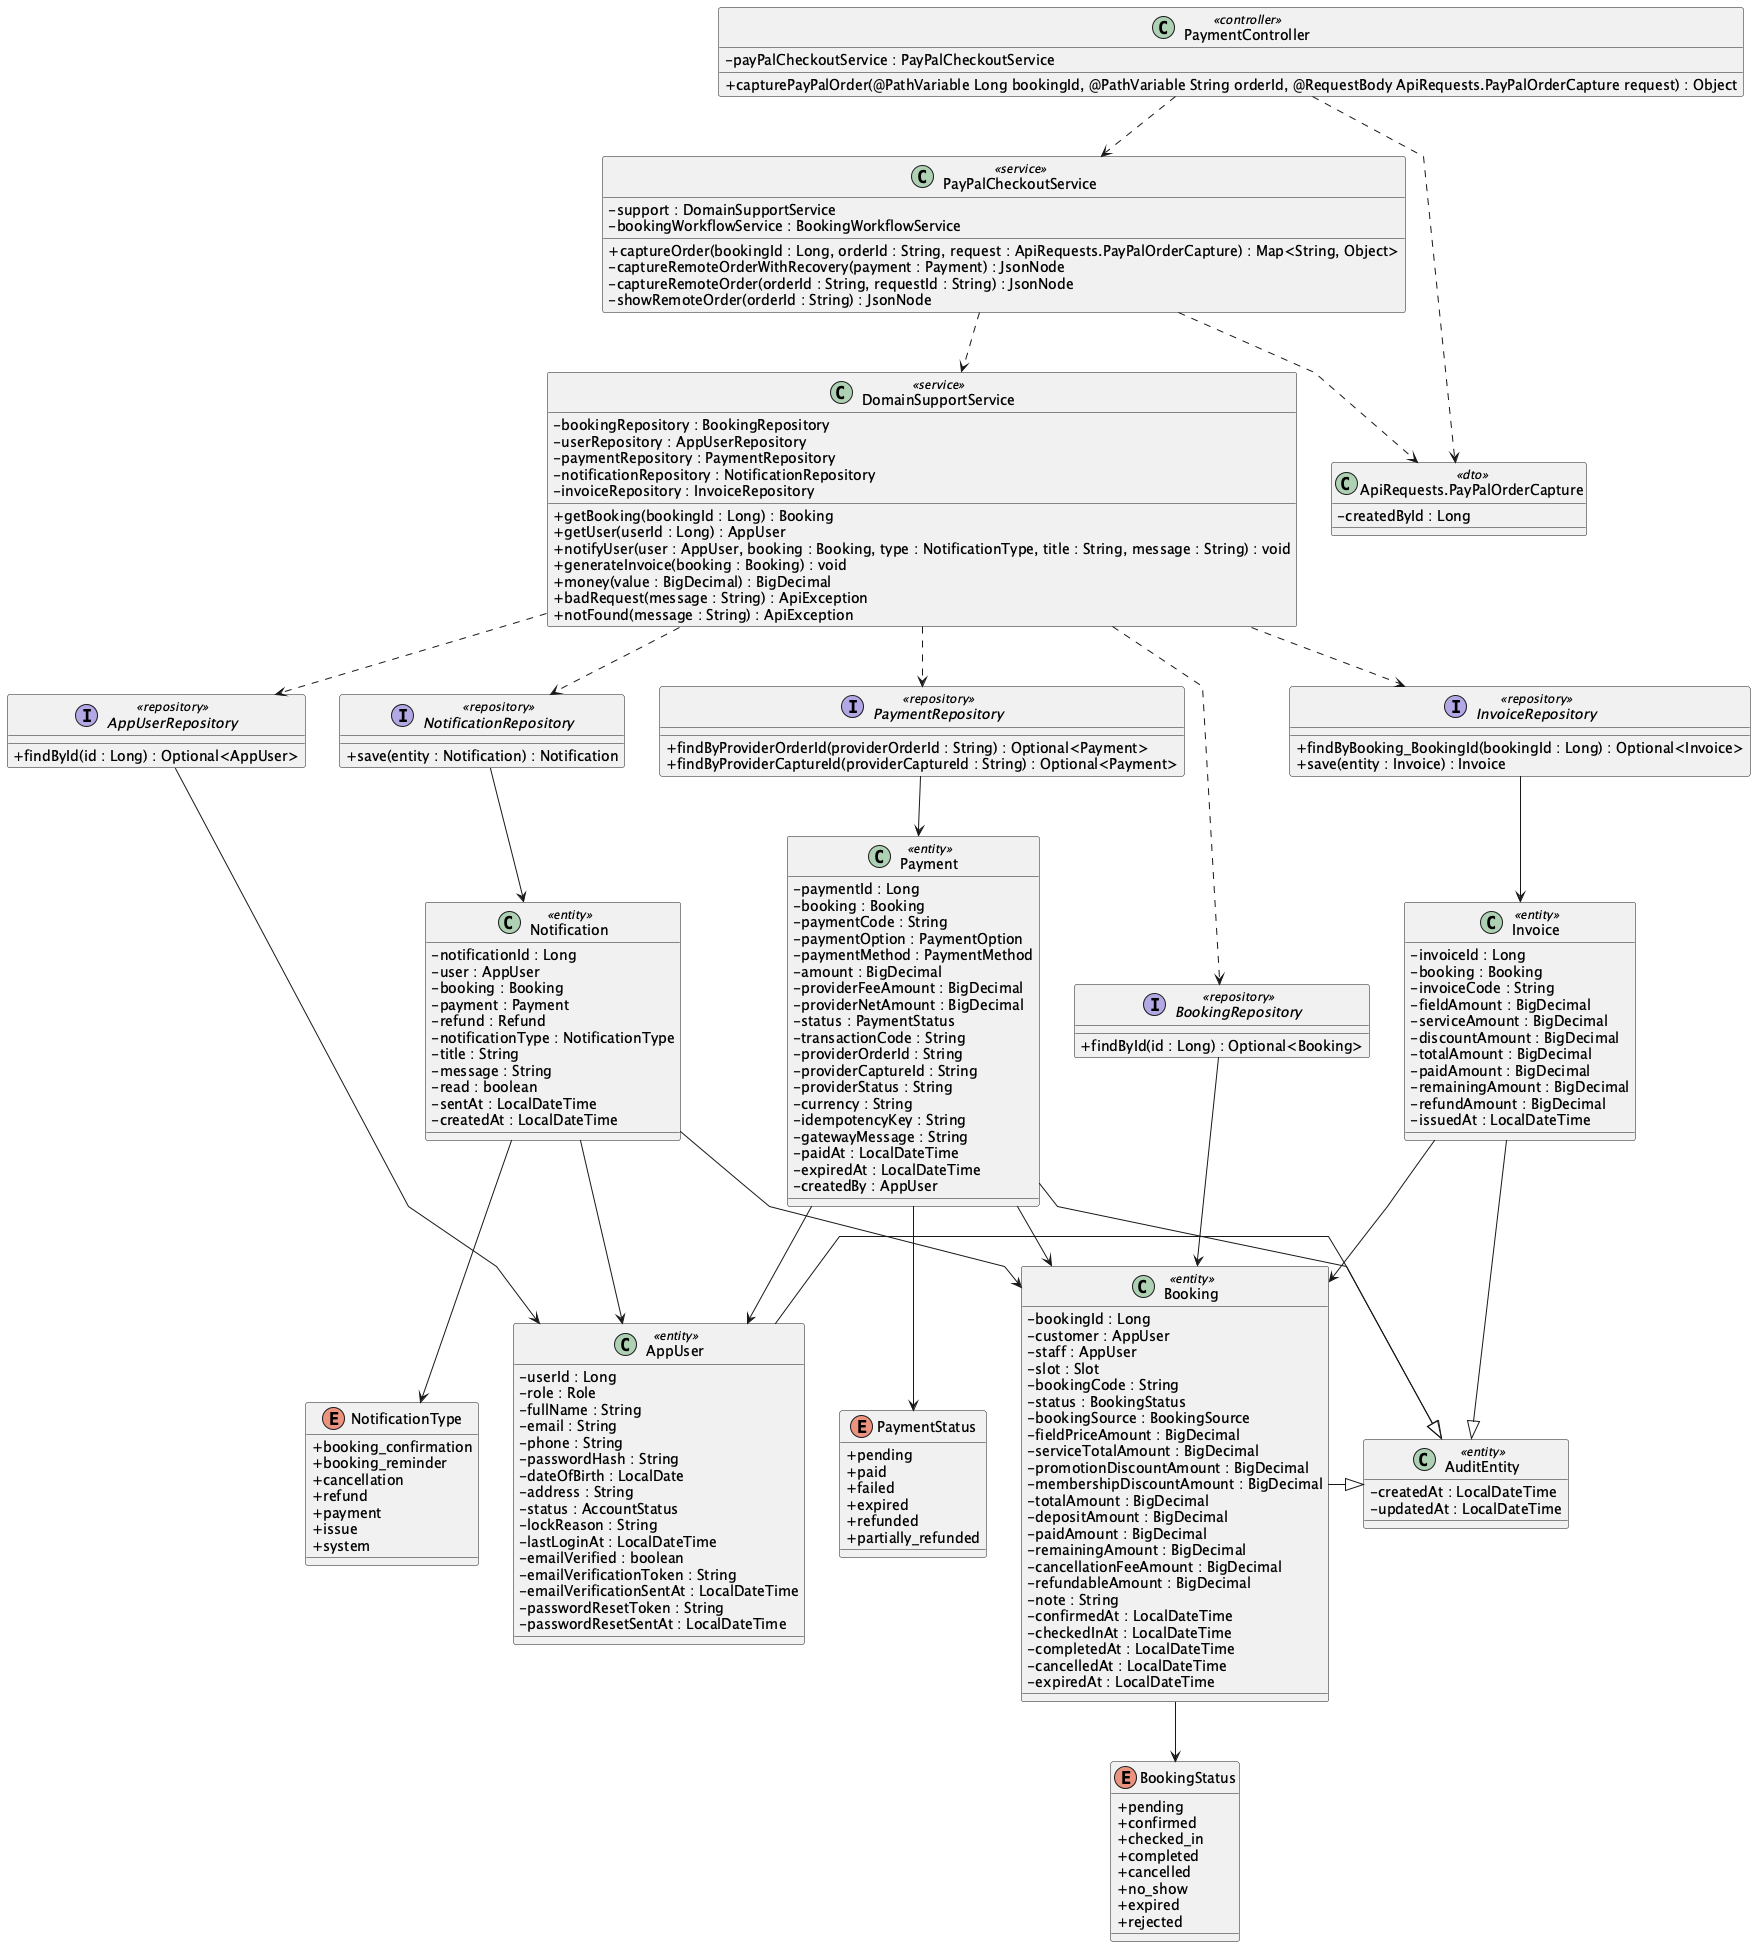 «controller»
C PaymentController
-payPalCheckoutService : PayPalCheckoutService
+capturePayPalOrder(@PathVariable Long bookingId, @PathVariable String orderId, @RequestBody ApiRequests.PayPalOrderCapture request) : Object
«service»
C PayPalCheckoutService
-support : DomainSupportService
-bookingWorkflowService : BookingWorkflowService
+captureOrder(bookingId : Long, orderId : String, request : ApiRequests.PayPalOrderCapture) : Map<String, Object>
-captureRemoteOrderWithRecovery(payment : Payment) : JsonNode
-captureRemoteOrder(orderId : String, requestId : String) : JsonNode
-showRemoteOrder(orderId : String) : JsonNode
«service»
C DomainSupportService
-bookingRepository : BookingRepository
-userRepository : AppUserRepository
-paymentRepository : PaymentRepository
-notificationRepository : NotificationRepository
-invoiceRepository : InvoiceRepository
+getBooking(bookingId : Long) : Booking
+getUser(userId : Long) : AppUser
+notifyUser(user : AppUser, booking : Booking, type : NotificationType, title : String, message : String) : void
+generateInvoice(booking : Booking) : void
+money(value : BigDecimal) : BigDecimal
+badRequest(message : String) : ApiException
+notFound(message : String) : ApiException
«dto»
C ApiRequests.PayPalOrderCapture
-createdById : Long
«repository»
I AppUserRepository
+findById(id : Long) : Optional<AppUser>
«repository»
I NotificationRepository
+save(entity : Notification) : Notification
«repository»
I PaymentRepository
+findByProviderOrderId(providerOrderId : String) : Optional<Payment>
+findByProviderCaptureId(providerCaptureId : String) : Optional<Payment>
«repository»
I InvoiceRepository
+findByBooking_BookingId(bookingId : Long) : Optional<Invoice>
+save(entity : Invoice) : Invoice
«entity»
C Notification
-notificationId : Long
-user : AppUser
-booking : Booking
-payment : Payment
-refund : Refund
-notificationType : NotificationType
-title : String
-message : String
-read : boolean
-sentAt : LocalDateTime
-createdAt : LocalDateTime
«entity»
C Payment
-paymentId : Long
-booking : Booking
-paymentCode : String
-paymentOption : PaymentOption
-paymentMethod : PaymentMethod
-amount : BigDecimal
-providerFeeAmount : BigDecimal
-providerNetAmount : BigDecimal
-status : PaymentStatus
-transactionCode : String
-providerOrderId : String
-providerCaptureId : String
-providerStatus : String
-currency : String
-idempotencyKey : String
-gatewayMessage : String
-paidAt : LocalDateTime
-expiredAt : LocalDateTime
-createdBy : AppUser
«repository»
I BookingRepository
+findById(id : Long) : Optional<Booking>
«entity»
C Invoice
-invoiceId : Long
-booking : Booking
-invoiceCode : String
-fieldAmount : BigDecimal
-serviceAmount : BigDecimal
-discountAmount : BigDecimal
-totalAmount : BigDecimal
-paidAmount : BigDecimal
-remainingAmount : BigDecimal
-refundAmount : BigDecimal
-issuedAt : LocalDateTime
E NotificationType
+booking_confirmation
+booking_reminder
+cancellation
+refund
+payment
+issue
+system
«entity»
C AppUser
-userId : Long
-role : Role
-fullName : String
-email : String
-phone : String
-passwordHash : String
-dateOfBirth : LocalDate
-address : String
-status : AccountStatus
-lockReason : String
-lastLoginAt : LocalDateTime
-emailVerified : boolean
-emailVerificationToken : String
-emailVerificationSentAt : LocalDateTime
-passwordResetToken : String
-passwordResetSentAt : LocalDateTime
E PaymentStatus
+pending
+paid
+failed
+expired
+refunded
+partially_refunded
«entity»
C Booking
-bookingId : Long
-customer : AppUser
-staff : AppUser
-slot : Slot
-bookingCode : String
-status : BookingStatus
-bookingSource : BookingSource
-fieldPriceAmount : BigDecimal
-serviceTotalAmount : BigDecimal
-promotionDiscountAmount : BigDecimal
-membershipDiscountAmount : BigDecimal
-totalAmount : BigDecimal
-depositAmount : BigDecimal
-paidAmount : BigDecimal
-remainingAmount : BigDecimal
-cancellationFeeAmount : BigDecimal
-refundableAmount : BigDecimal
-note : String
-confirmedAt : LocalDateTime
-checkedInAt : LocalDateTime
-completedAt : LocalDateTime
-cancelledAt : LocalDateTime
-expiredAt : LocalDateTime
«entity»
C AuditEntity
-createdAt : LocalDateTime
-updatedAt : LocalDateTime
E BookingStatus
+pending
+confirmed
+checked_in
+completed
+cancelled
+no_show
+expired
+rejected